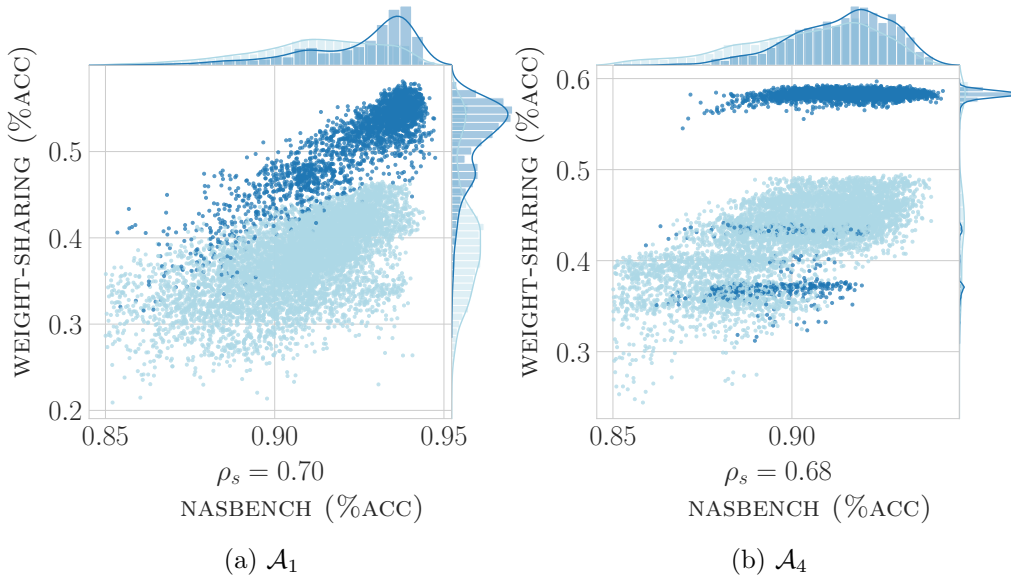 WEIGHT-SHARING (%ACC)
0.5
0.4
0.3
0.2
0.85
0.90
0.95
ρs = 0.70
NASBENCH (%ACC)
(a) A1
WEIGHT-SHARING (%ACC)
0.6
0.5
0.4
0.3
0.85
0.90
ρs = 0.68
NASBENCH (%ACC)
(b) A4